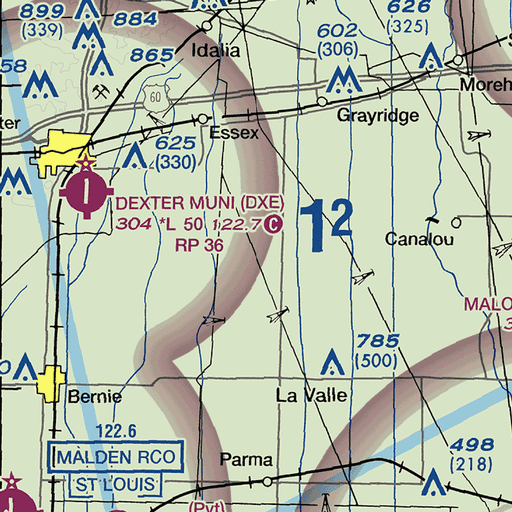 899
(339)
884
Idalia
626
(325)
865
602
(306)
58
60
Moreh
Grayridge
ter
Essex
625
(330)
DEXTER MUNI (DXE)
304 *L 50 122.7 C
RP 36
12
Canalou
MALO
3
785
(500)
0
Bernie
La Valle
122.6
MALDEN RCO
ST LOUIS
Parma
498
(218)
(Pvt)